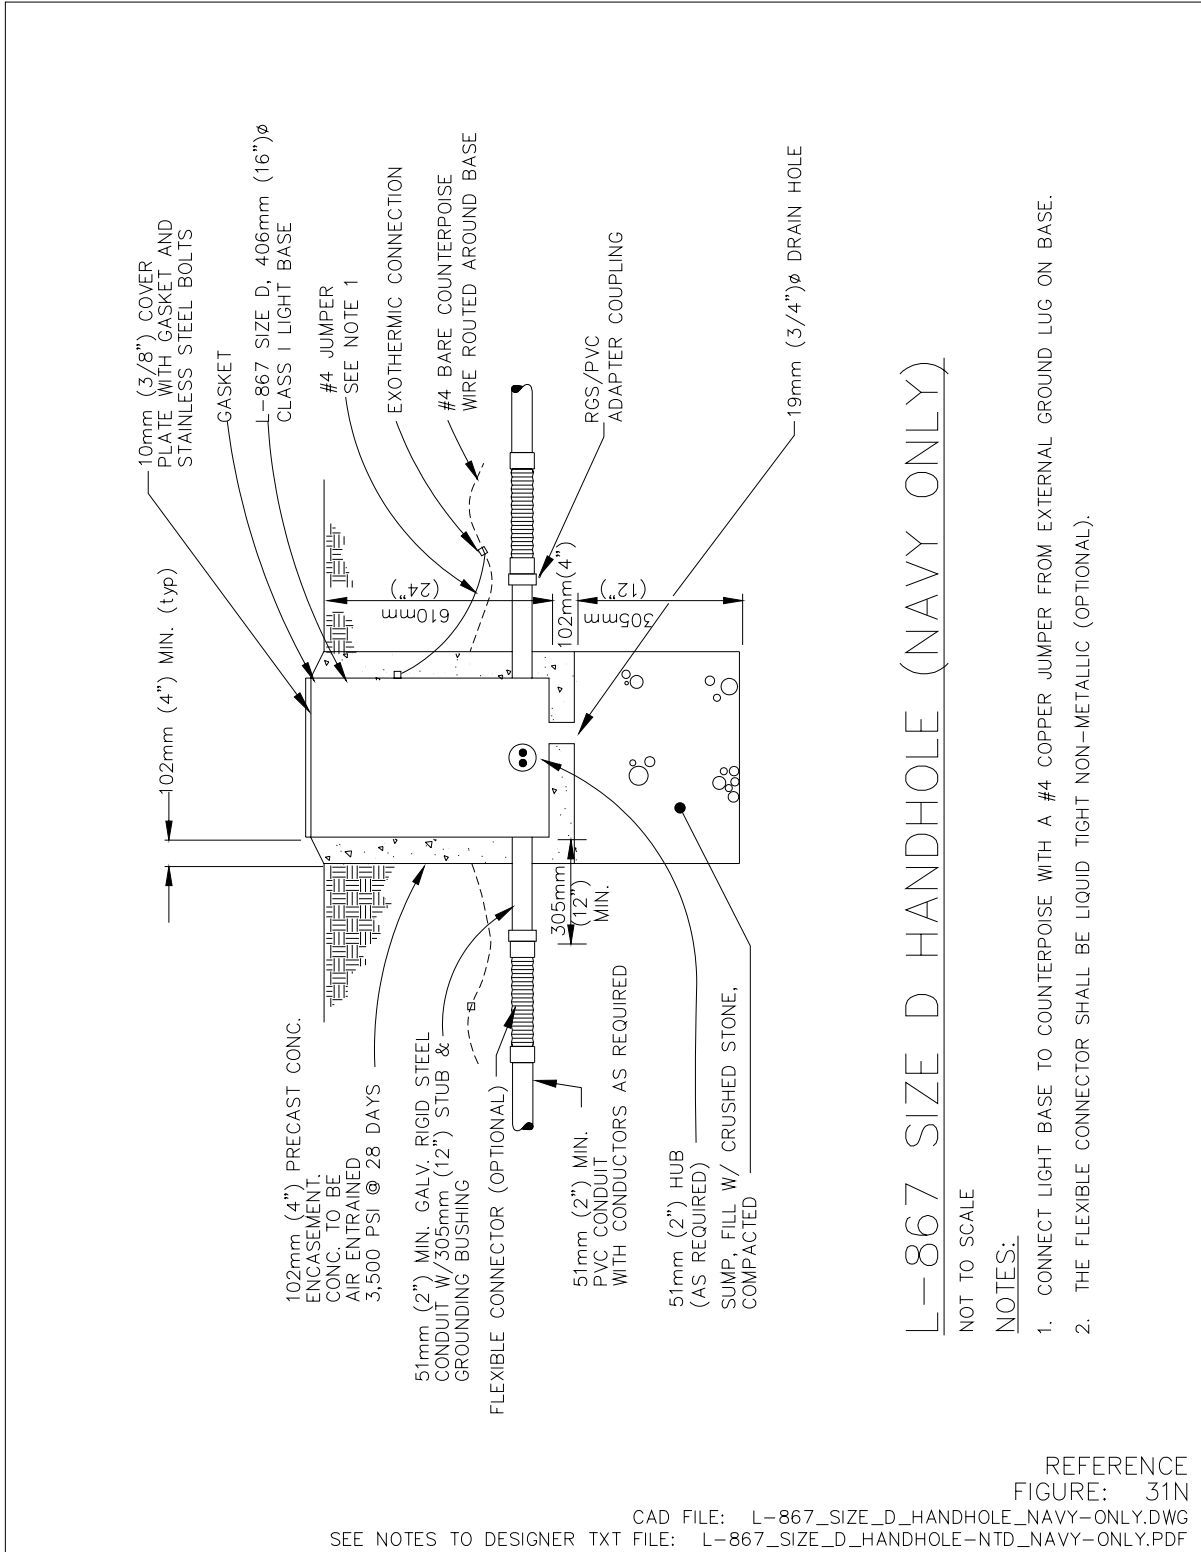 10mm (3/8") COVER
PLATE WITH GASKET AND
STAINLESS STEEL BOLTS
GASKET
L-867 SIZE D, 406mm (16")ø
CLASS I LIGHT BASE
#4 JUMPER
SEE NOTE 1
EXOTHERMIC CONNECTION
#4 BARE COUNTERPOISE
WIRE ROUTED AROUND BASE
RGS/PVC
ADAPTER COUPLING
19mm (3/4")ø DRAIN HOLE
102mm (4") MIN. (typ)
610mm
(24")
102mm(4")
305mm
(12")
305mm
(12")
MIN.
102mm (4") PRECAST CONC.
ENCASEMENT.
CONC. TO BE
AIR ENTRAINED
3,500 PSI @ 28 DAYS
51mm (2") MIN. GALV. RIGID STEEL
CONDUIT W/305mm (12") STUB &
GROUNDING BUSHING
FLEXIBLE CONNECTOR (OPTIONAL)
51mm (2") MIN.
PVC CONDUIT
WITH CONDUCTORS AS REQUIRED
51mm (2") HUB
(AS REQUIRED)
SUMP, FILL W/ CRUSHED STONE,
COMPACTED
L-867 SIZE D HANDHOLE (NAVY ONLY)
NOT TO SCALE
NOTES:
1. CONNECT LIGHT BASE TO COUNTERPOISE WITH A #4 COPPER JUMPER FROM EXTERNAL GROUND LUG ON BASE.
2. THE FLEXIBLE CONNECTOR SHALL BE LIQUID TIGHT NON-METALLIC (OPTIONAL).
REFERENCE
FIGURE: 31N
CAD FILE: L-867_SIZE_D_HANDHOLE_NAVY-ONLY.DWG
SEE NOTES TO DESIGNER TXT FILE: L-867_SIZE_D_HANDHOLE-NTD_NAVY-ONLY.PDF